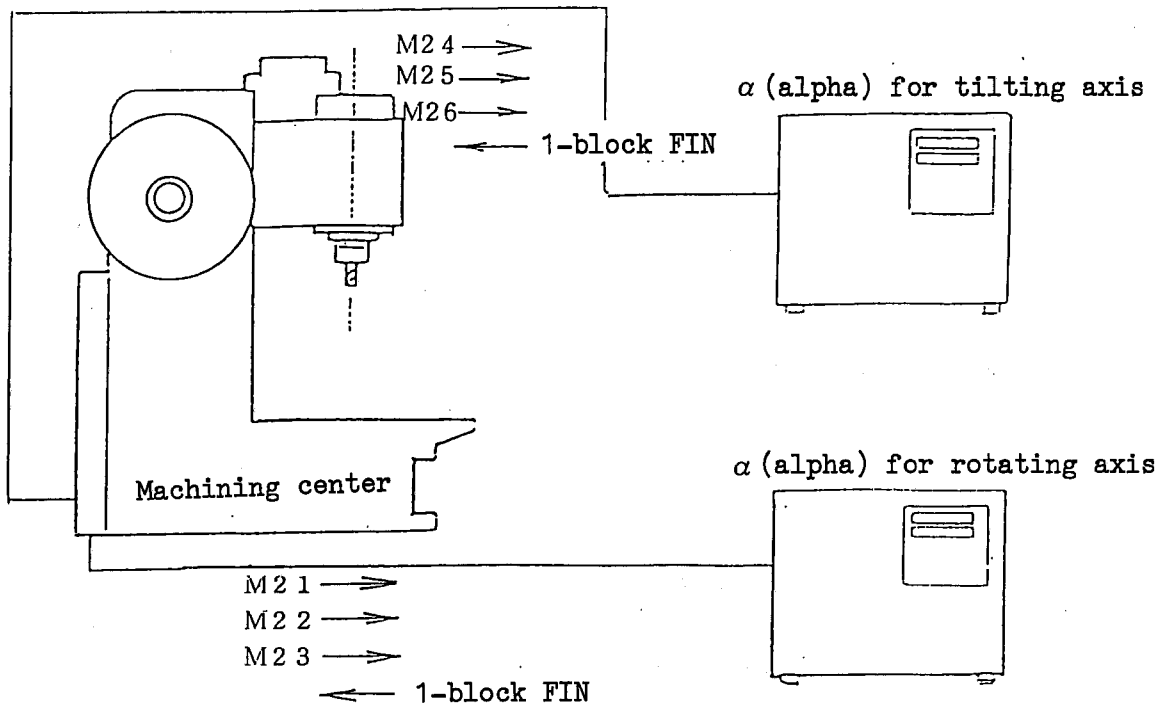 M24
M25
M26
1-block FIN
α (alpha) for tilting axis
Machining center
α (alpha) for rotating axis
M21
M22
M23
1-block FIN